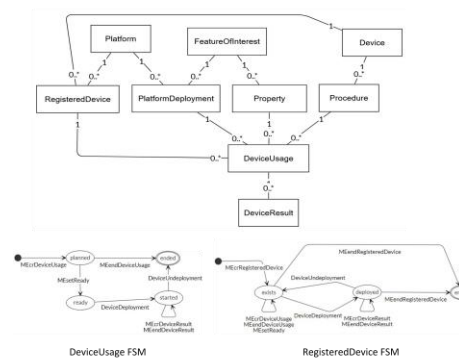 Platform
FeatureOfInterest
Device
1
1
1
1
1
1
0..*
0..*
0..*
0..*
0..*
RegisteredDevice
PlatformDeployment
Property
Procedure
1
1
1
1
0..*
0..*
0..*
0..*
DeviceUsage
0..*
DeviceResult
planned
ended
MEcrDeviceUsage
MEendDeviceUsage
MEsetReady
DeviceUndeployment
ready
DeviceDeployment
started
MEcrDeviceResult
MEendDeviceResult
DeviceUsage FSM
MEendRegisteredDevice
MEcrRegisteredDevice
DeviceUndeployment
exists
deployed
MEendRegisteredDevice
DeviceDeployment
MEcrDeviceUsage
MEendDeviceUsage
MEsetReady
MEcrDeviceResult
MEendDeviceResult
RegisteredDevice FSM